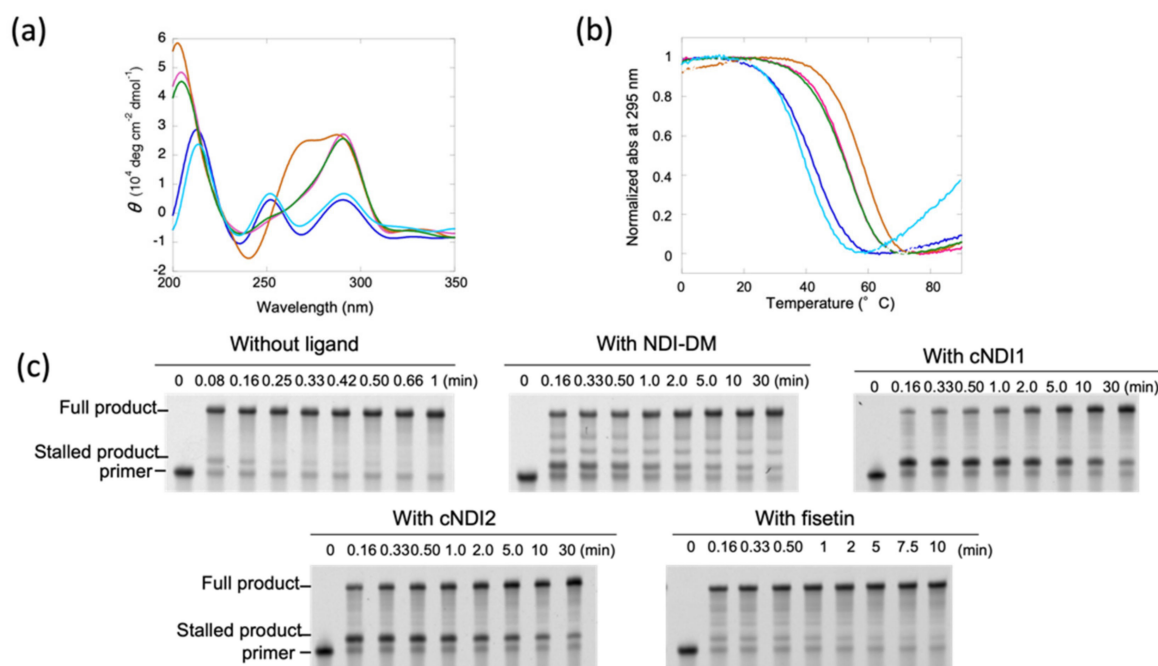 (a)
6
5
4
3
2
1
0
-1
-2
θ (10⁴ deg cm⁻² dmol⁻¹)
200 250 300 350
Wavelength (nm)
(b)
1
0.8
0.6
0.4
0.2
0
Normalized abs at 295 nm
0 20 40 60 80
Temperature (° C)
(c)
Without ligand
0 0.08 0.16 0.25 0.33 0.42 0.50 0.66 1 (min)
Full product
Stalled product
primer
With NDI-DM
0 0.16 0.33 0.50 1.0 2.0 5.0 10 30 (min)
With cNDI1
0 0.16 0.33 0.50 1.0 2.0 5.0 10 30 (min)
With cNDI2
0 0.16 0.33 0.50 1.0 2.0 5.0 10 30 (min)
Full product
Stalled product
primer
With fisetin
0 0.16 0.33 0.50 1 2 5 7.5 10 (min)